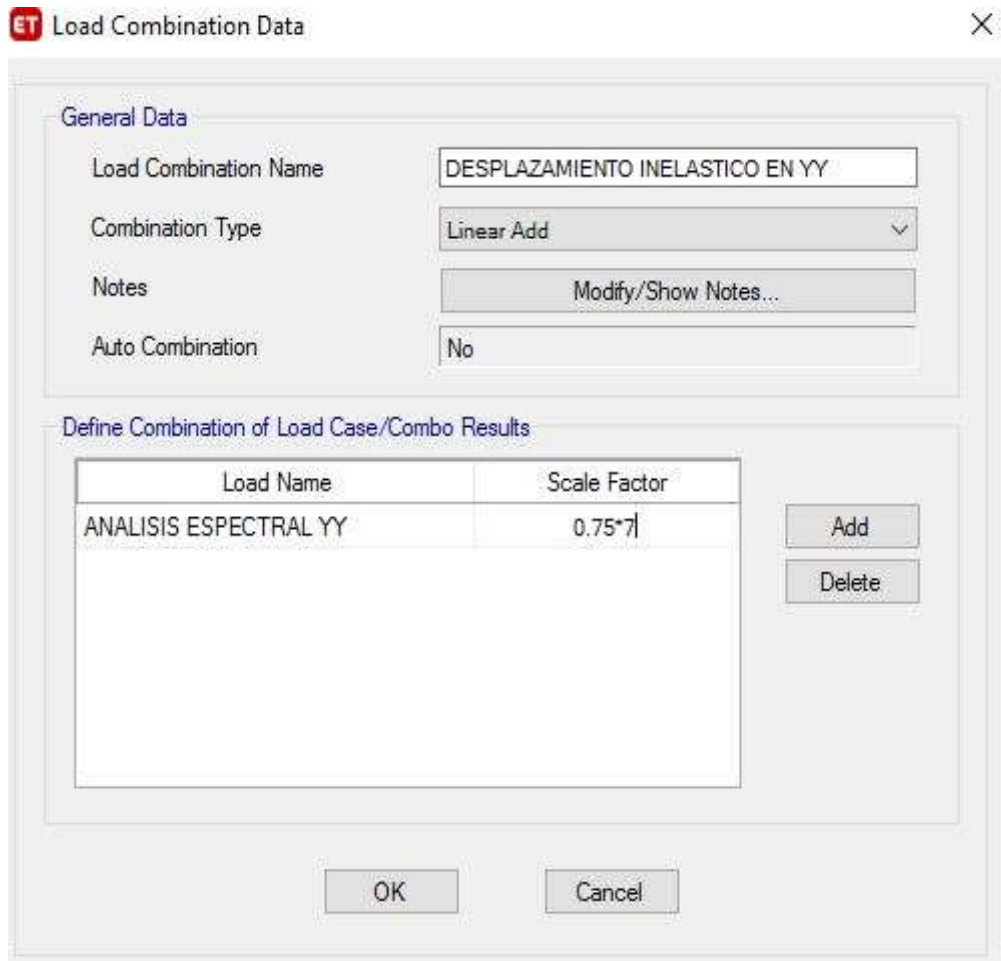 ET Load Combination Data
General Data
Load Combination Name DESPLAZAMIENTO INELASTICO EN YY
Combination Type Linear Add
Notes Modify/Show Notes...
Auto Combination No
Define Combination of Load Case/Combo Results
Load Name Scale Factor
ANALISIS ESPECTRAL YY 0.75*7
Add
Delete
OK Cancel